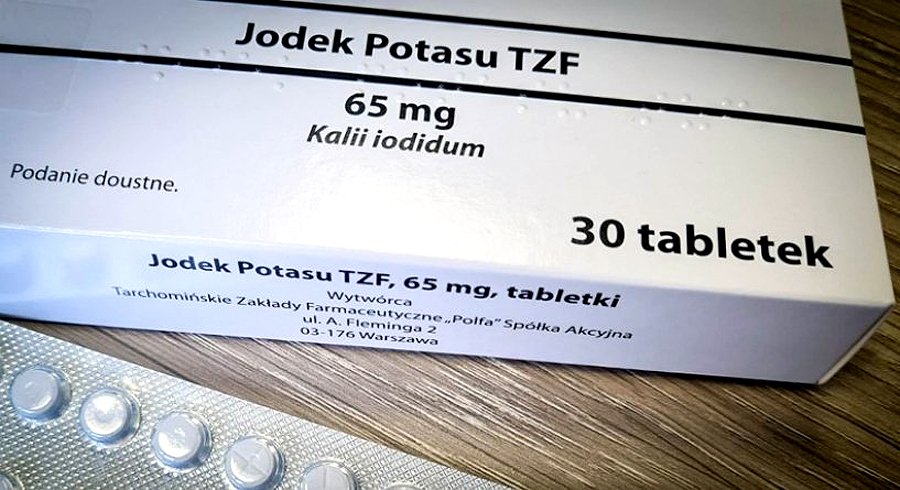 Jodek Potasu TZF
65 mg
Kalii iodidum
Podanie doustne.
30 tabletek
Jodek Potasu TZF, 65 mg, tabletki
Wytwórca
Tarchomińskie Zakłady Farmaceutyczne „Polfa” Spółka Akcyjna
ul. A. Fleminga 2
03-176 Warszawa